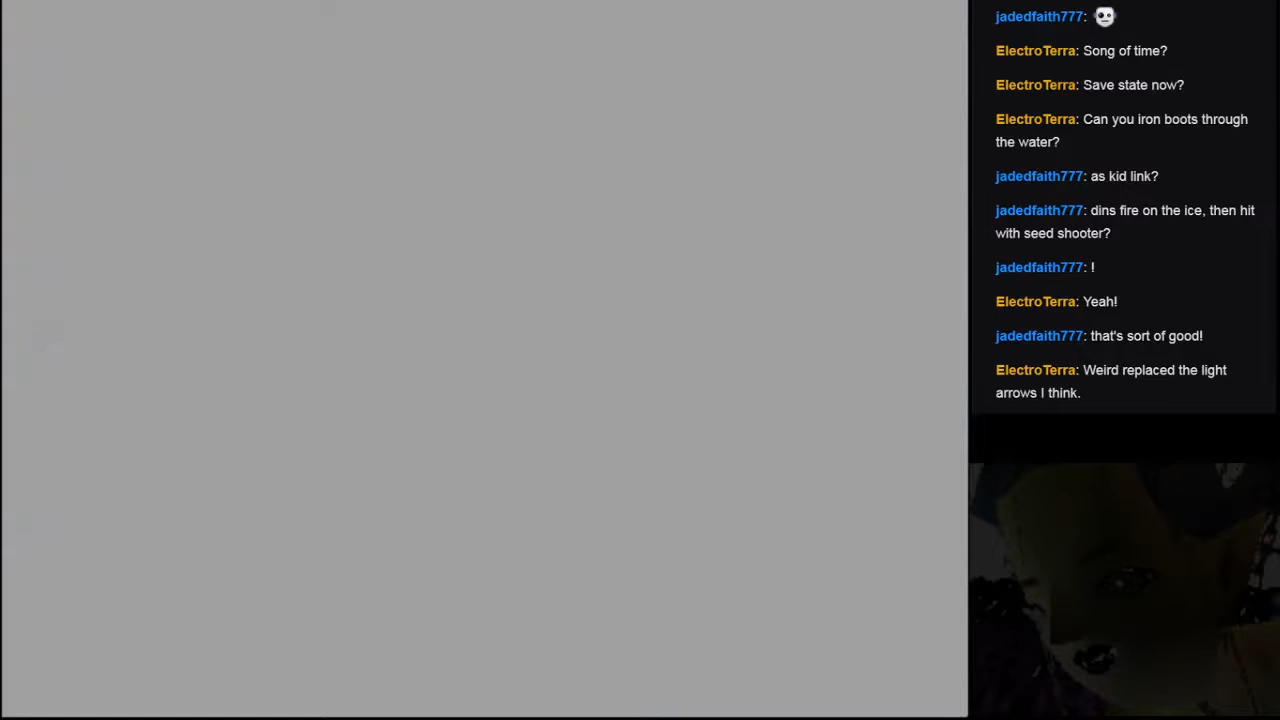 jadedfaith777:
ElectroTerra: Song of time?
ElectroTerra: Save state now?
ElectroTerra: Can you iron boots through
the water?
jadedfaith777: as kid link?
jadedfaith777: dins fire on the ice, then hit
with seed shooter?
jadedfaith777: !
ElectroTerra: Yeah!
jadedfaith777: that's sort of good!
ElectroTerra: Weird replaced the light
arrows I think.